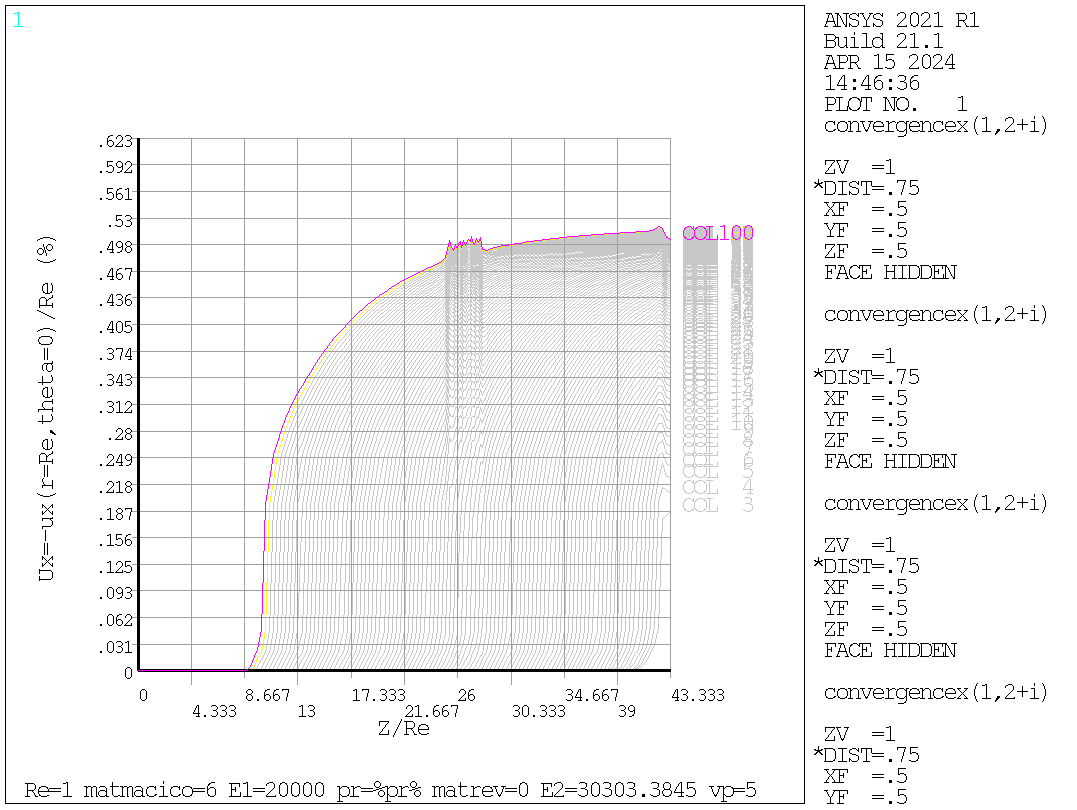 1
ANSYS 2021 R1
Build 21.1
APR 15 2024
14:46:36
PLOT NO. 1
convergencex(1,2+i)
ZV =1
*DIST=.75
XF =.5
YF =.5
ZF =.5
FACE HIDDEN
convergencex(1,2+i)
ZV =1
*DIST=.75
XF =.5
YF =.5
ZF =.5
FACE HIDDEN
convergencex(1,2+i)
ZV =1
*DIST=.75
XF =.5
YF =.5
ZF =.5
FACE HIDDEN
convergencex(1,2+i)
ZV =1
*DIST=.75
XF =.5
YF =.5
Ux=-ux(r=Re,theta=0)/Re (%)
.623
.592
.561
.53
.498
.467
.436
.405
.374
.343
.312
.28
.249
.218
.187
.156
.125
.093
.062
.031
0
COL100
COL 5
COL 4
COL 3
0
8.667
17.333
26
34.667
43.333
4.333
13
21.667
30.333
39
Z/Re
Re=1 matmacico=6 E1=20000 pr=%pr% matrev=0 E2=30303.3845 vp=5